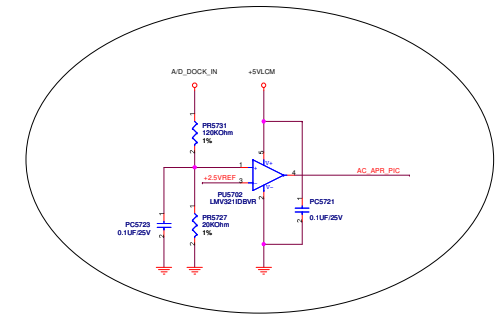 A/D_DOCK_IN
+5VLCM
1
PR5731
120KOhm
1%
2
5
V+
1
+
4
AC_APR_PIC
+2.5VREF
3
-
V-
PU5702
LMV321IDBVR
2
1
PC5721
0.1UF/25V
2
1
PC5723
0.1UF/25V
2
1
PR5727
20KOhm
1%
2